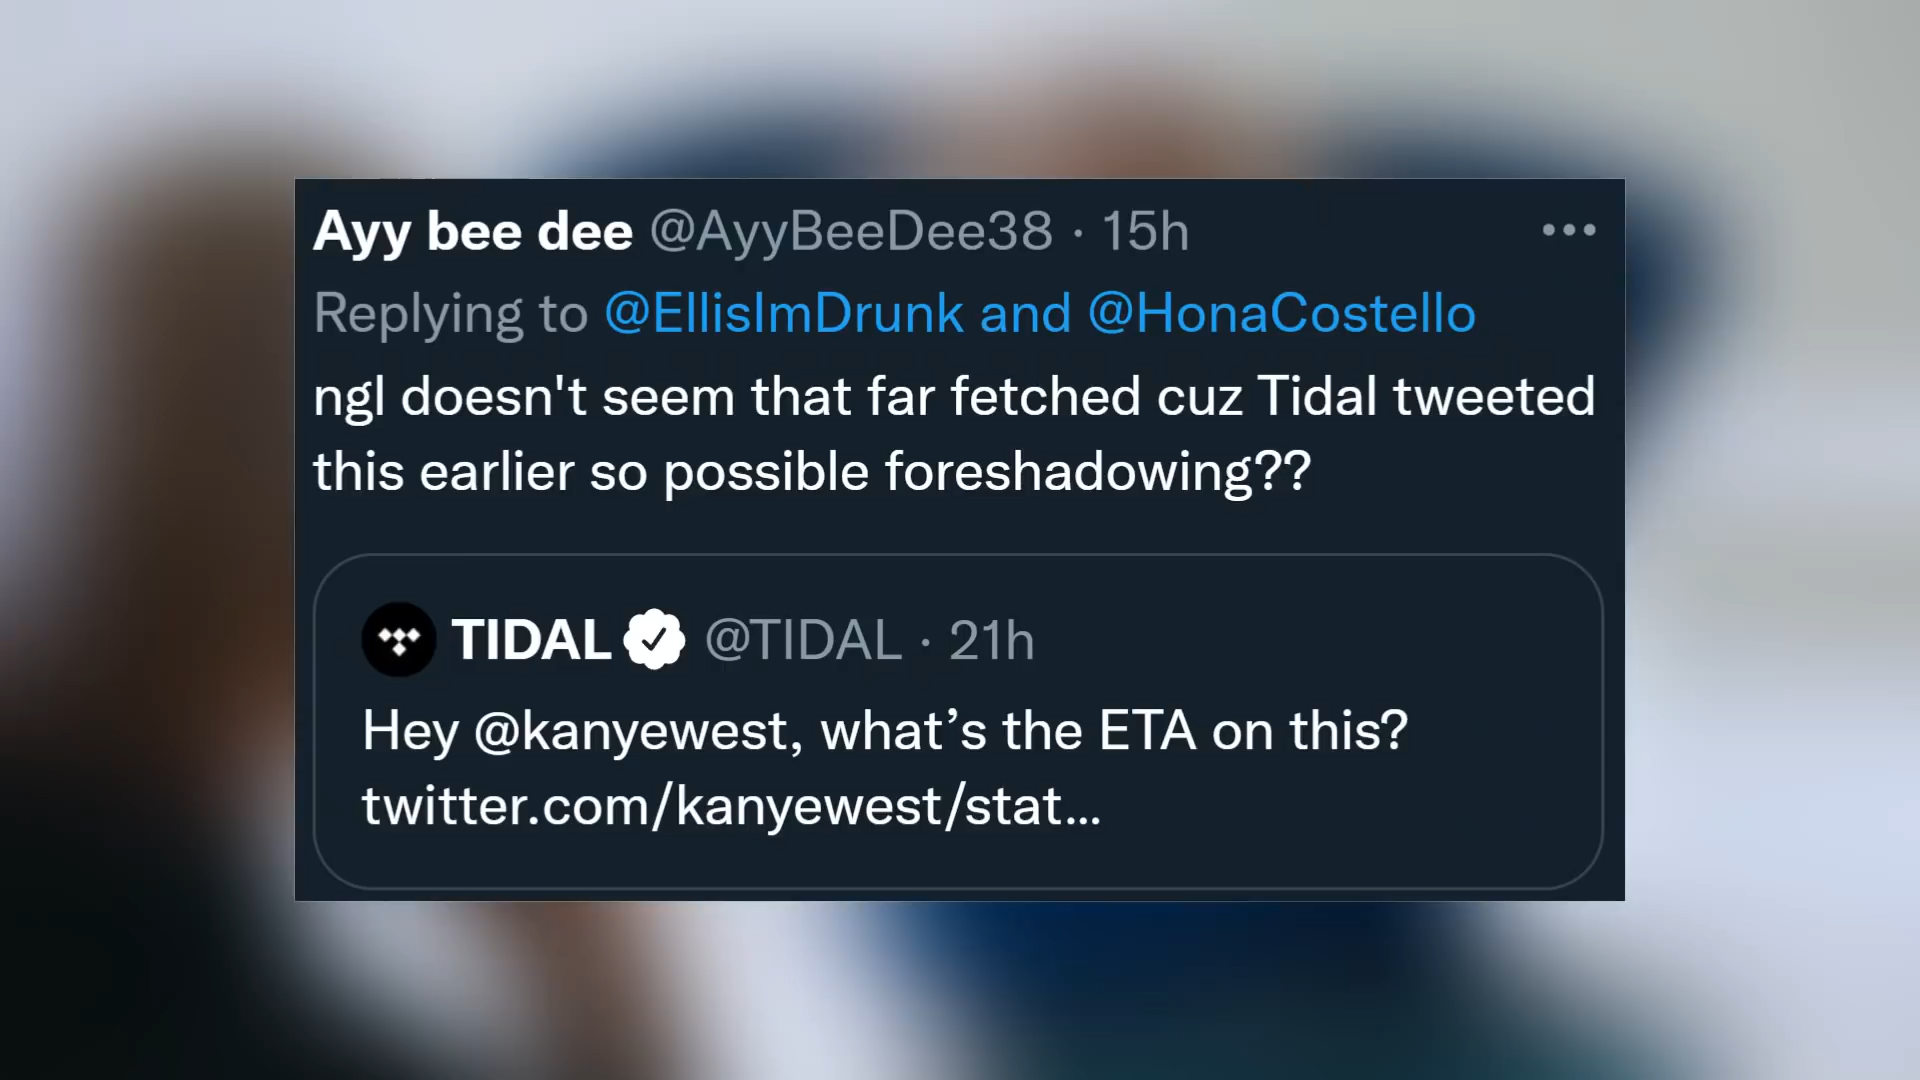 Ayy bee dee @AyyBeeDee38 · 15h
Replying to @EllisImDrunk and @HonaCostello
ngl doesn't seem that far fetched cuz Tidal tweeted
this earlier so possible foreshadowing??
TIDAL @TIDAL · 21h
Hey @kanyewest, what’s the ETA on this?
twitter.com/kanyewest/stat...